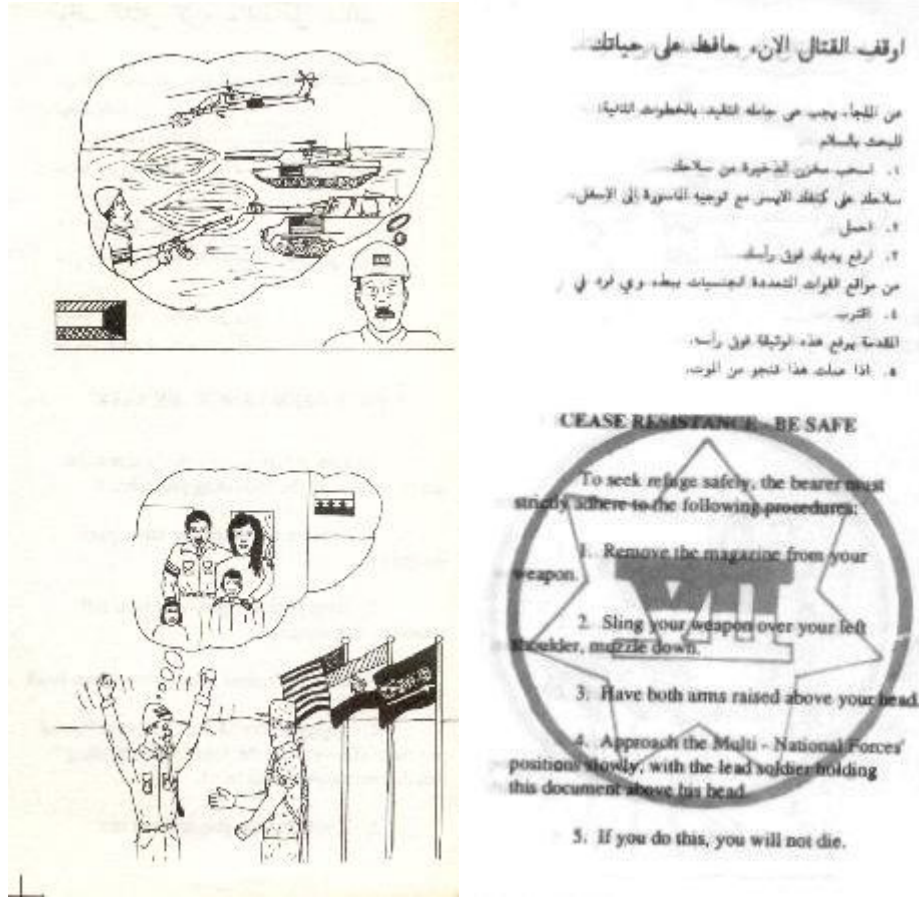 اوقف القتال الان، حافظ على حياتك
من الملجأ، يجب على حامله التقيد بالخطوات التالية:
للبحث بالسلام
١. اسحب مخزن الذخيرة من سلاحك
سلاحك على كتفك الايسر مع توجيه الماسورة إلى الاسفل.
٢. احمل
٣. ارفع يديك فوق رأسك
من مواقع القوات المتعددة الجنسيات ببطء، و اي فرد في
٤. اقترب
المقدمة يرفع هذه الوثيقة فوق رأسه.
٥. اذا عملت هذا فتنجو من الموت.
CEASE RESISTANCE - BE SAFE
To seek refuge safely, the bearer must
strictly adhere to the following procedures:
1. Remove the magazine from your
weapon.
2. Sling your weapon over your left
shoulder, muzzle down.
3. Have both arms raised above your head.
4. Approach the Multi - National Forces'
positions slowly, with the lead soldier holding
this document above his head.
5. If you do this, you will not die.
VII